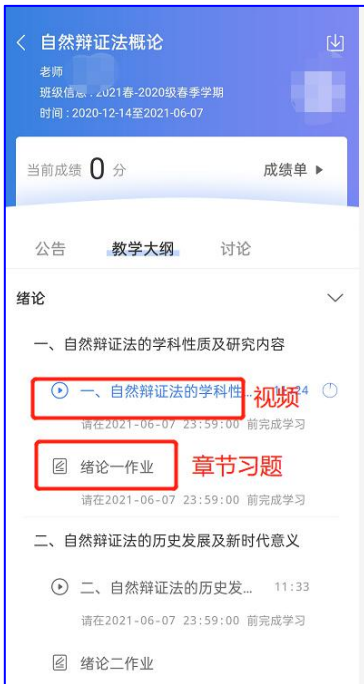 自然辩证法概论
老师
班级信息：2021春-2020级春季学期
时间：2020-12-14至2021-06-07
当前成绩 0 分
成绩单
公告 教学大纲 讨论
绪论
一、自然辩证法的学科性质及研究内容
一、自然辩证法的学科性... 24
视频
请在2021-06-07 23:59:00 前完成学习
绪论一作业
章节习题
请在2021-06-07 23:59:00 前完成学习
二、自然辩证法的历史发展及新时代意义
二、自然辩证法的历史发... 11:33
请在2021-06-07 23:59:00 前完成学习
绪论二作业